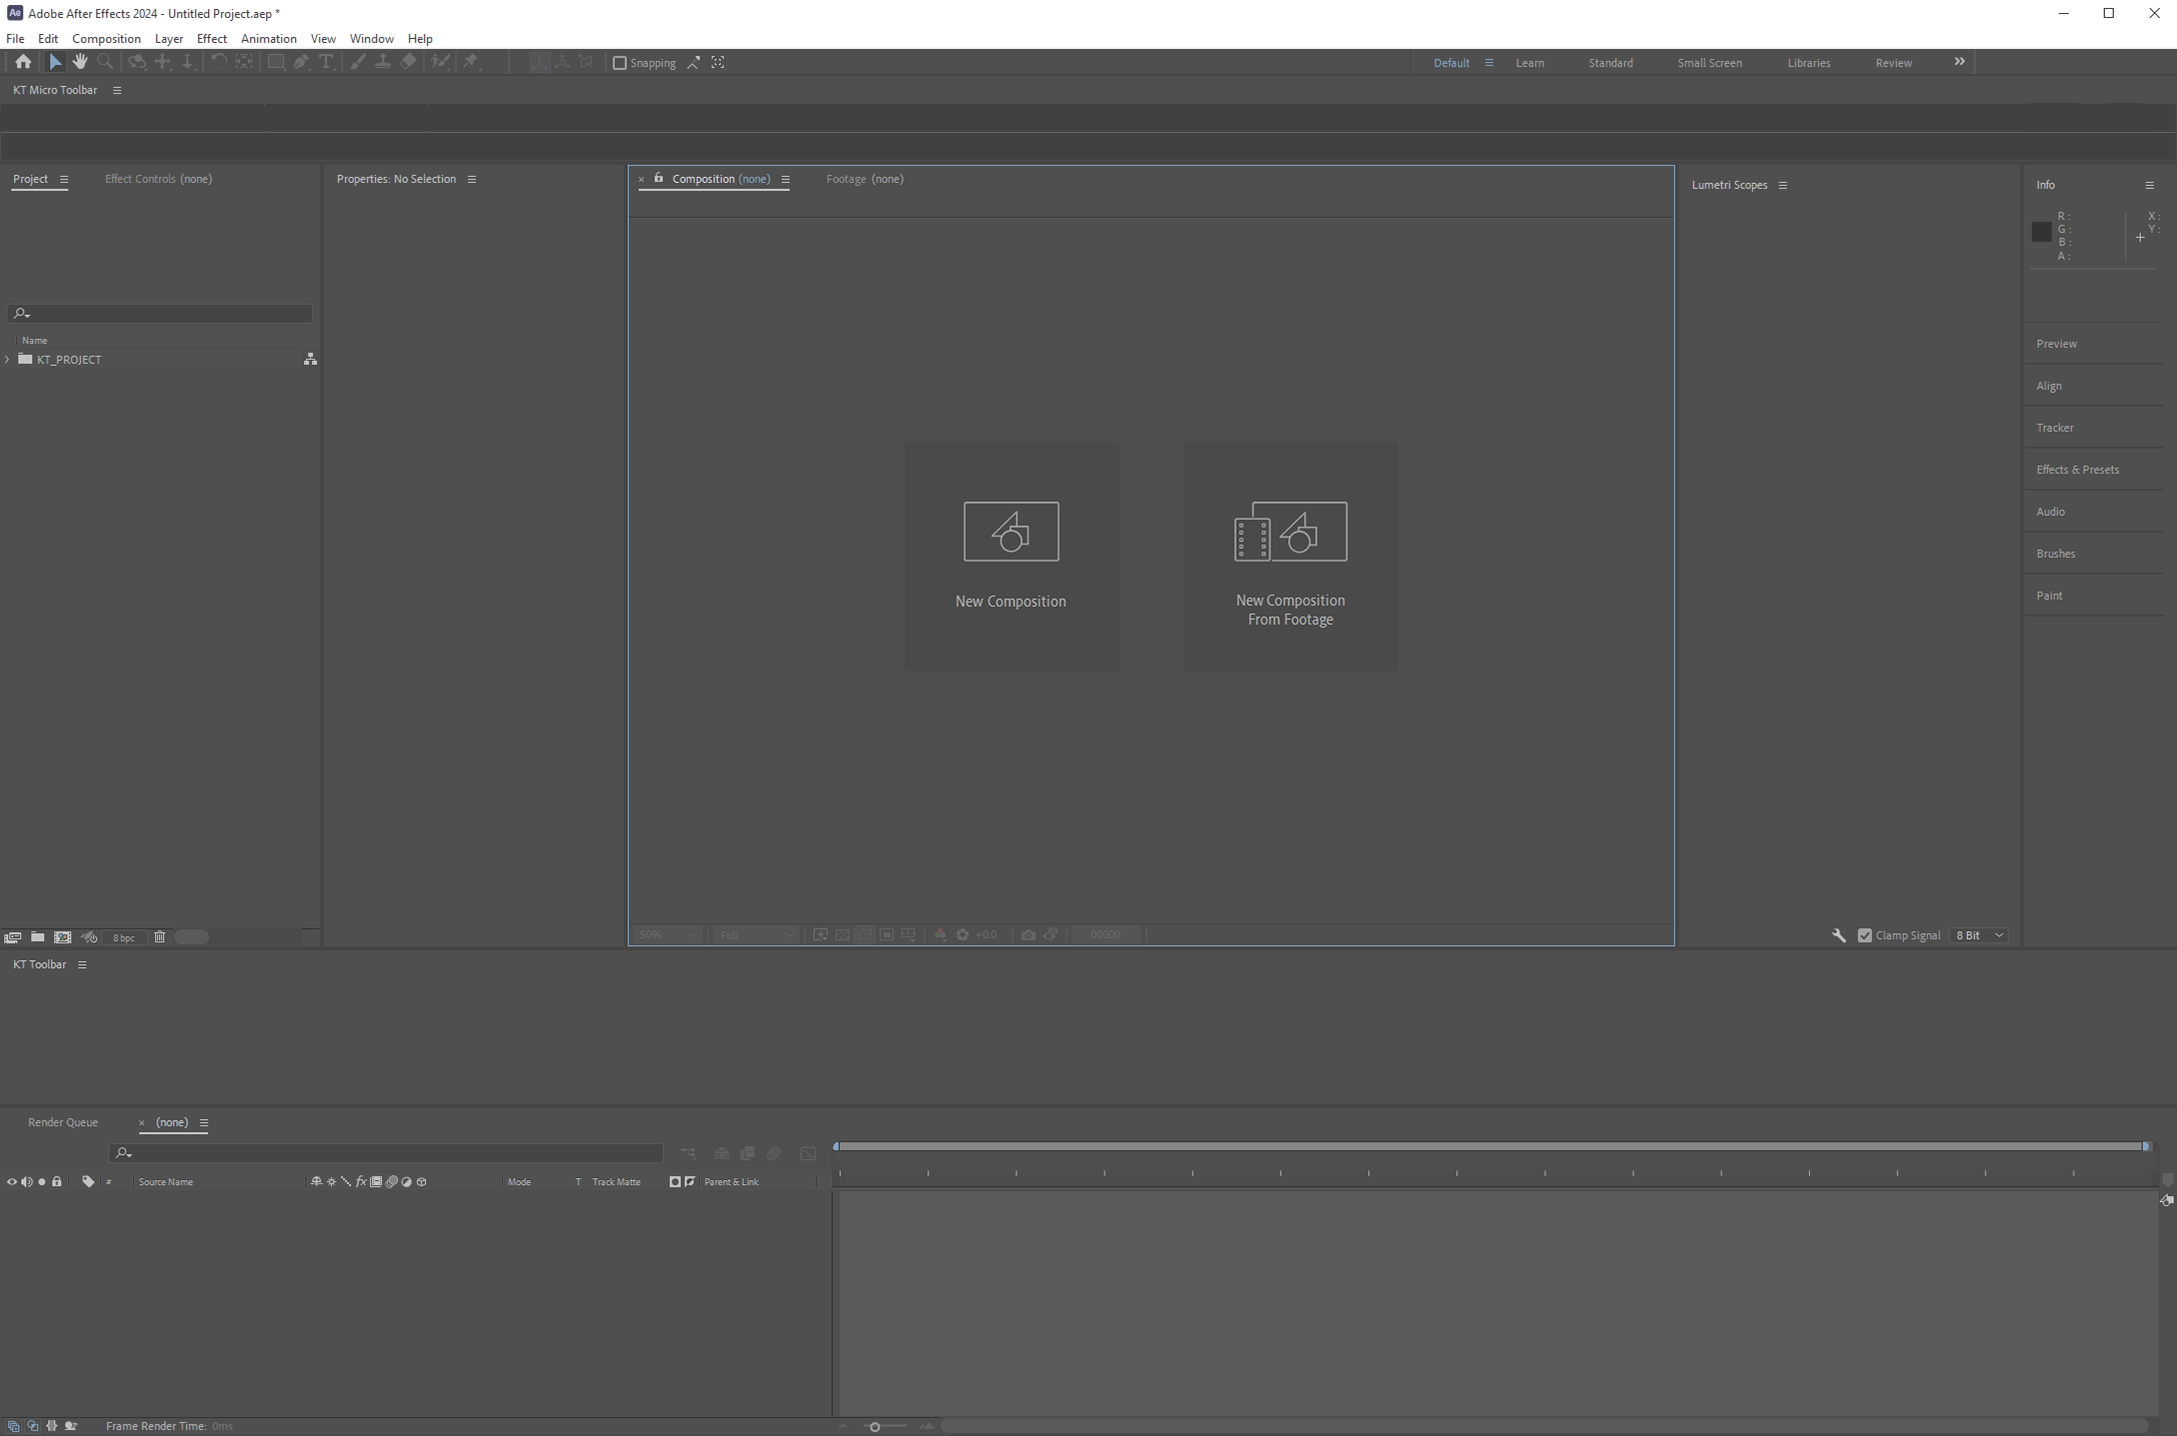 Ae Adobe After Effects 2024 - Untitled Project.aep *
File Edit Composition Layer Effect Animation View Window Help
Snapping
Default Learn Standard Small Screen Libraries Review
KT Micro Toolbar
Project
Effect Controls (none)
Properties: No Selection
Composition (none)
Footage (none)
Lumetri Scopes
Info
R:
G:
B:
A:
X:
Y:
Name
KT_PROJECT
Preview
Align
Tracker
Effects & Presets
Audio
Brushes
Paint
New Composition
New Composition
From Footage
8 bpc
50%
Full
+0.0
00000
Clamp Signal
8 Bit
KT Toolbar
Render Queue
(none)
#
Source Name
fx
Mode
T Track Matte
Parent & Link
Frame Render Time: 0ms